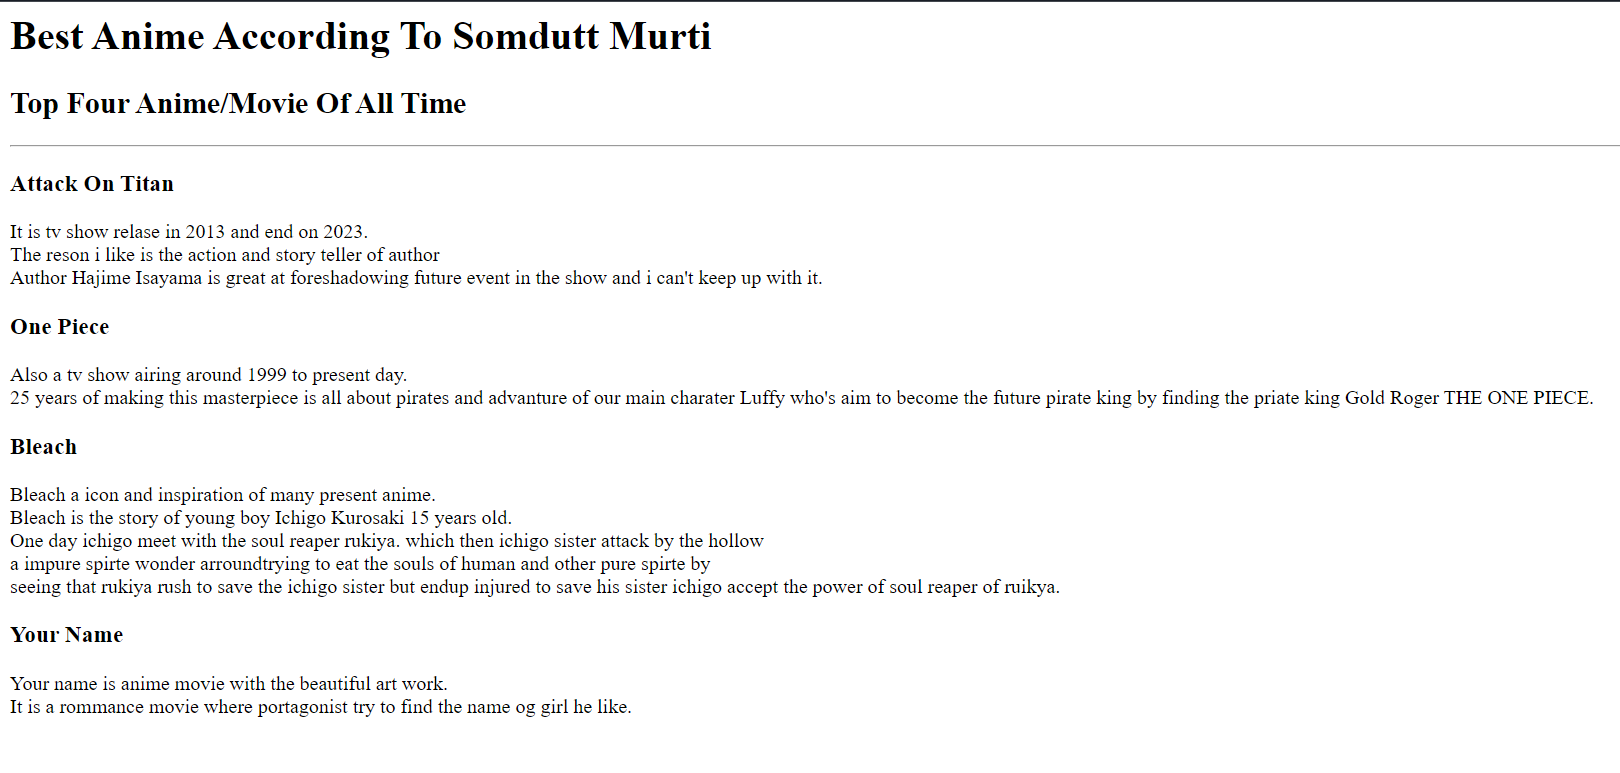 Best Anime According To Somdutt Murti
Top Four Anime/Movie Of All Time
Attack On Titan
It is tv show relase in 2013 and end on 2023.
The reson i like is the action and story teller of author
Author Hajime Isayama is great at foreshadowing future event in the show and i can't keep up with it.
One Piece
Also a tv show airing around 1999 to present day.
25 years of making this masterpiece is all about pirates and advanture of our main charater Luffy who's aim to become the future pirate king by finding the priate king Gold Roger THE ONE PIECE.
Bleach
Bleach a icon and inspiration of many present anime.
Bleach is the story of young boy Ichigo Kurosaki 15 years old.
One day ichigo meet with the soul reaper rukiya. which then ichigo sister attack by the hollow
a impure spirte wonder arroundtrying to eat the souls of human and other pure spirte by
seeing that rukiya rush to save the ichigo sister but endup injured to save his sister ichigo accept the power of soul reaper of ruikya.
Your Name
Your name is anime movie with the beautiful art work.
It is a rommance movie where portagonist try to find the name og girl he like.